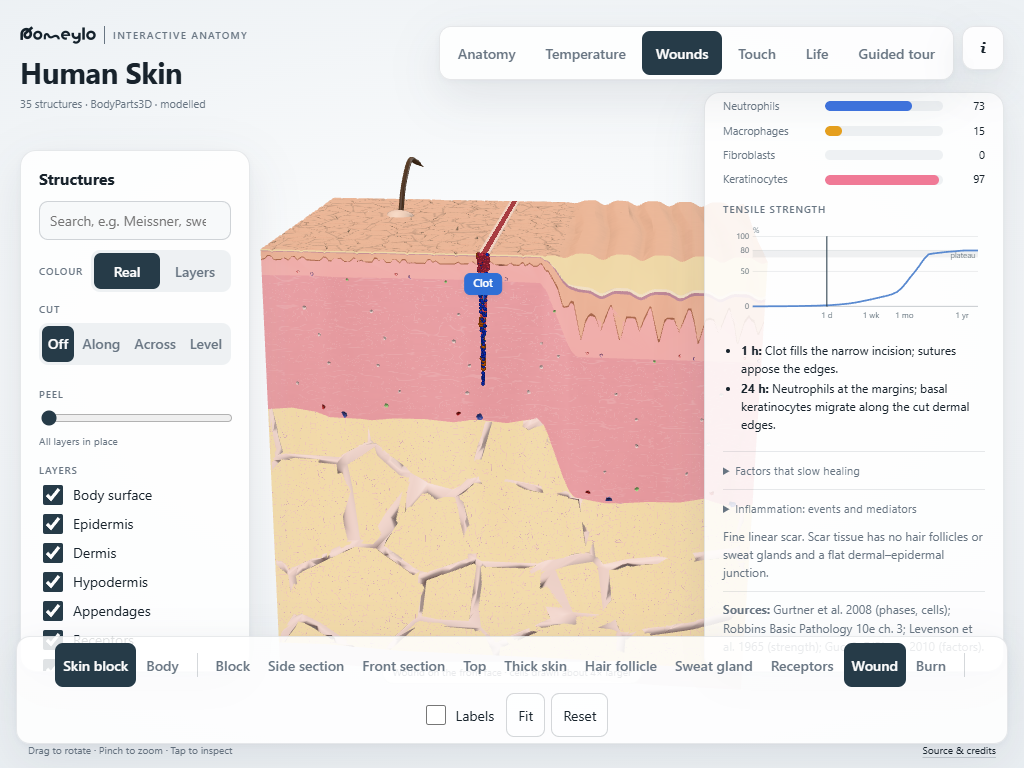 Domeylo
INTERACTIVE ANATOMY
Human Skin
35 structures · BodyParts3D · modelled
Anatomy
Temperature
Wounds
Touch
Life
Guided tour
i
Structures
Search, e.g. Meissner, swe
COLOUR
Real
Layers
CUT
Off
Along
Across
Level
PEEL
All layers in place
LAYERS
Body surface
Epidermis
Dermis
Hypodermis
Appendages
Receptors
Clot
Neutrophils 73
Macrophages 15
Fibroblasts 0
Keratinocytes 97
TENSILE STRENGTH
%
100
80
50
0
plateau
1 d
1 wk
1 mo
1 yr
• 1 h: Clot fills the narrow incision; sutures
appose the edges.
• 24 h: Neutrophils at the margins; basal
keratinocytes migrate along the cut dermal
edges.
Factors that slow healing
Inflammation: events and mediators
Fine linear scar. Scar tissue has no hair follicles or
sweat glands and a flat dermal–epidermal
junction.
Sources: Gurtner et al. 2008 (phases, cells);
Robbins Basic Pathology 10e ch. 3; Levenson et
al. 1965 (strength); 2010 (factors).
Skin block
Body
Block
Side section
Front section
Top
Thick skin
Hair follicle
Sweat gland
Receptors
Wound
Burn
Labels
Fit
Reset
Drag to rotate · Pinch to zoom · Tap to inspect
Source & credits